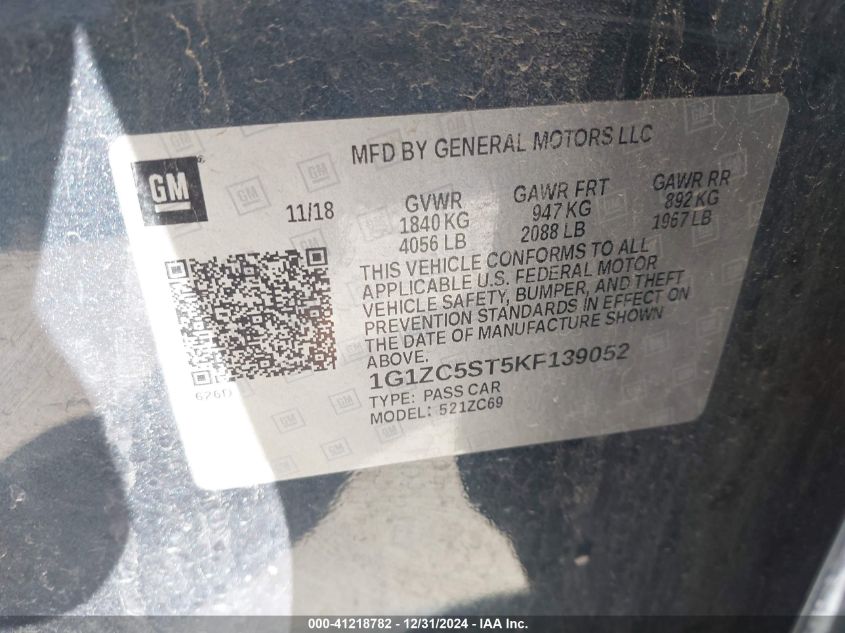 GM
MFD BY GENERAL MOTORS LLC
11/18
GVWR
1840 KG
4056 LB
GAWR FRT
947 KG
2088 LB
GAWR RR
892 KG
1967 LB
THIS VEHICLE CONFORMS TO ALL
APPLICABLE U.S. FEDERAL MOTOR
VEHICLE SAFETY, BUMPER, AND THEFT
PREVENTION STANDARDS IN EFFECT ON
THE DATE OF MANUFACTURE SHOWN
ABOVE.
1G1ZC5ST5KF139052
TYPE: PASS CAR
MODEL: 521ZC69
000-41218782 - 12/31/2024 - IAA Inc.